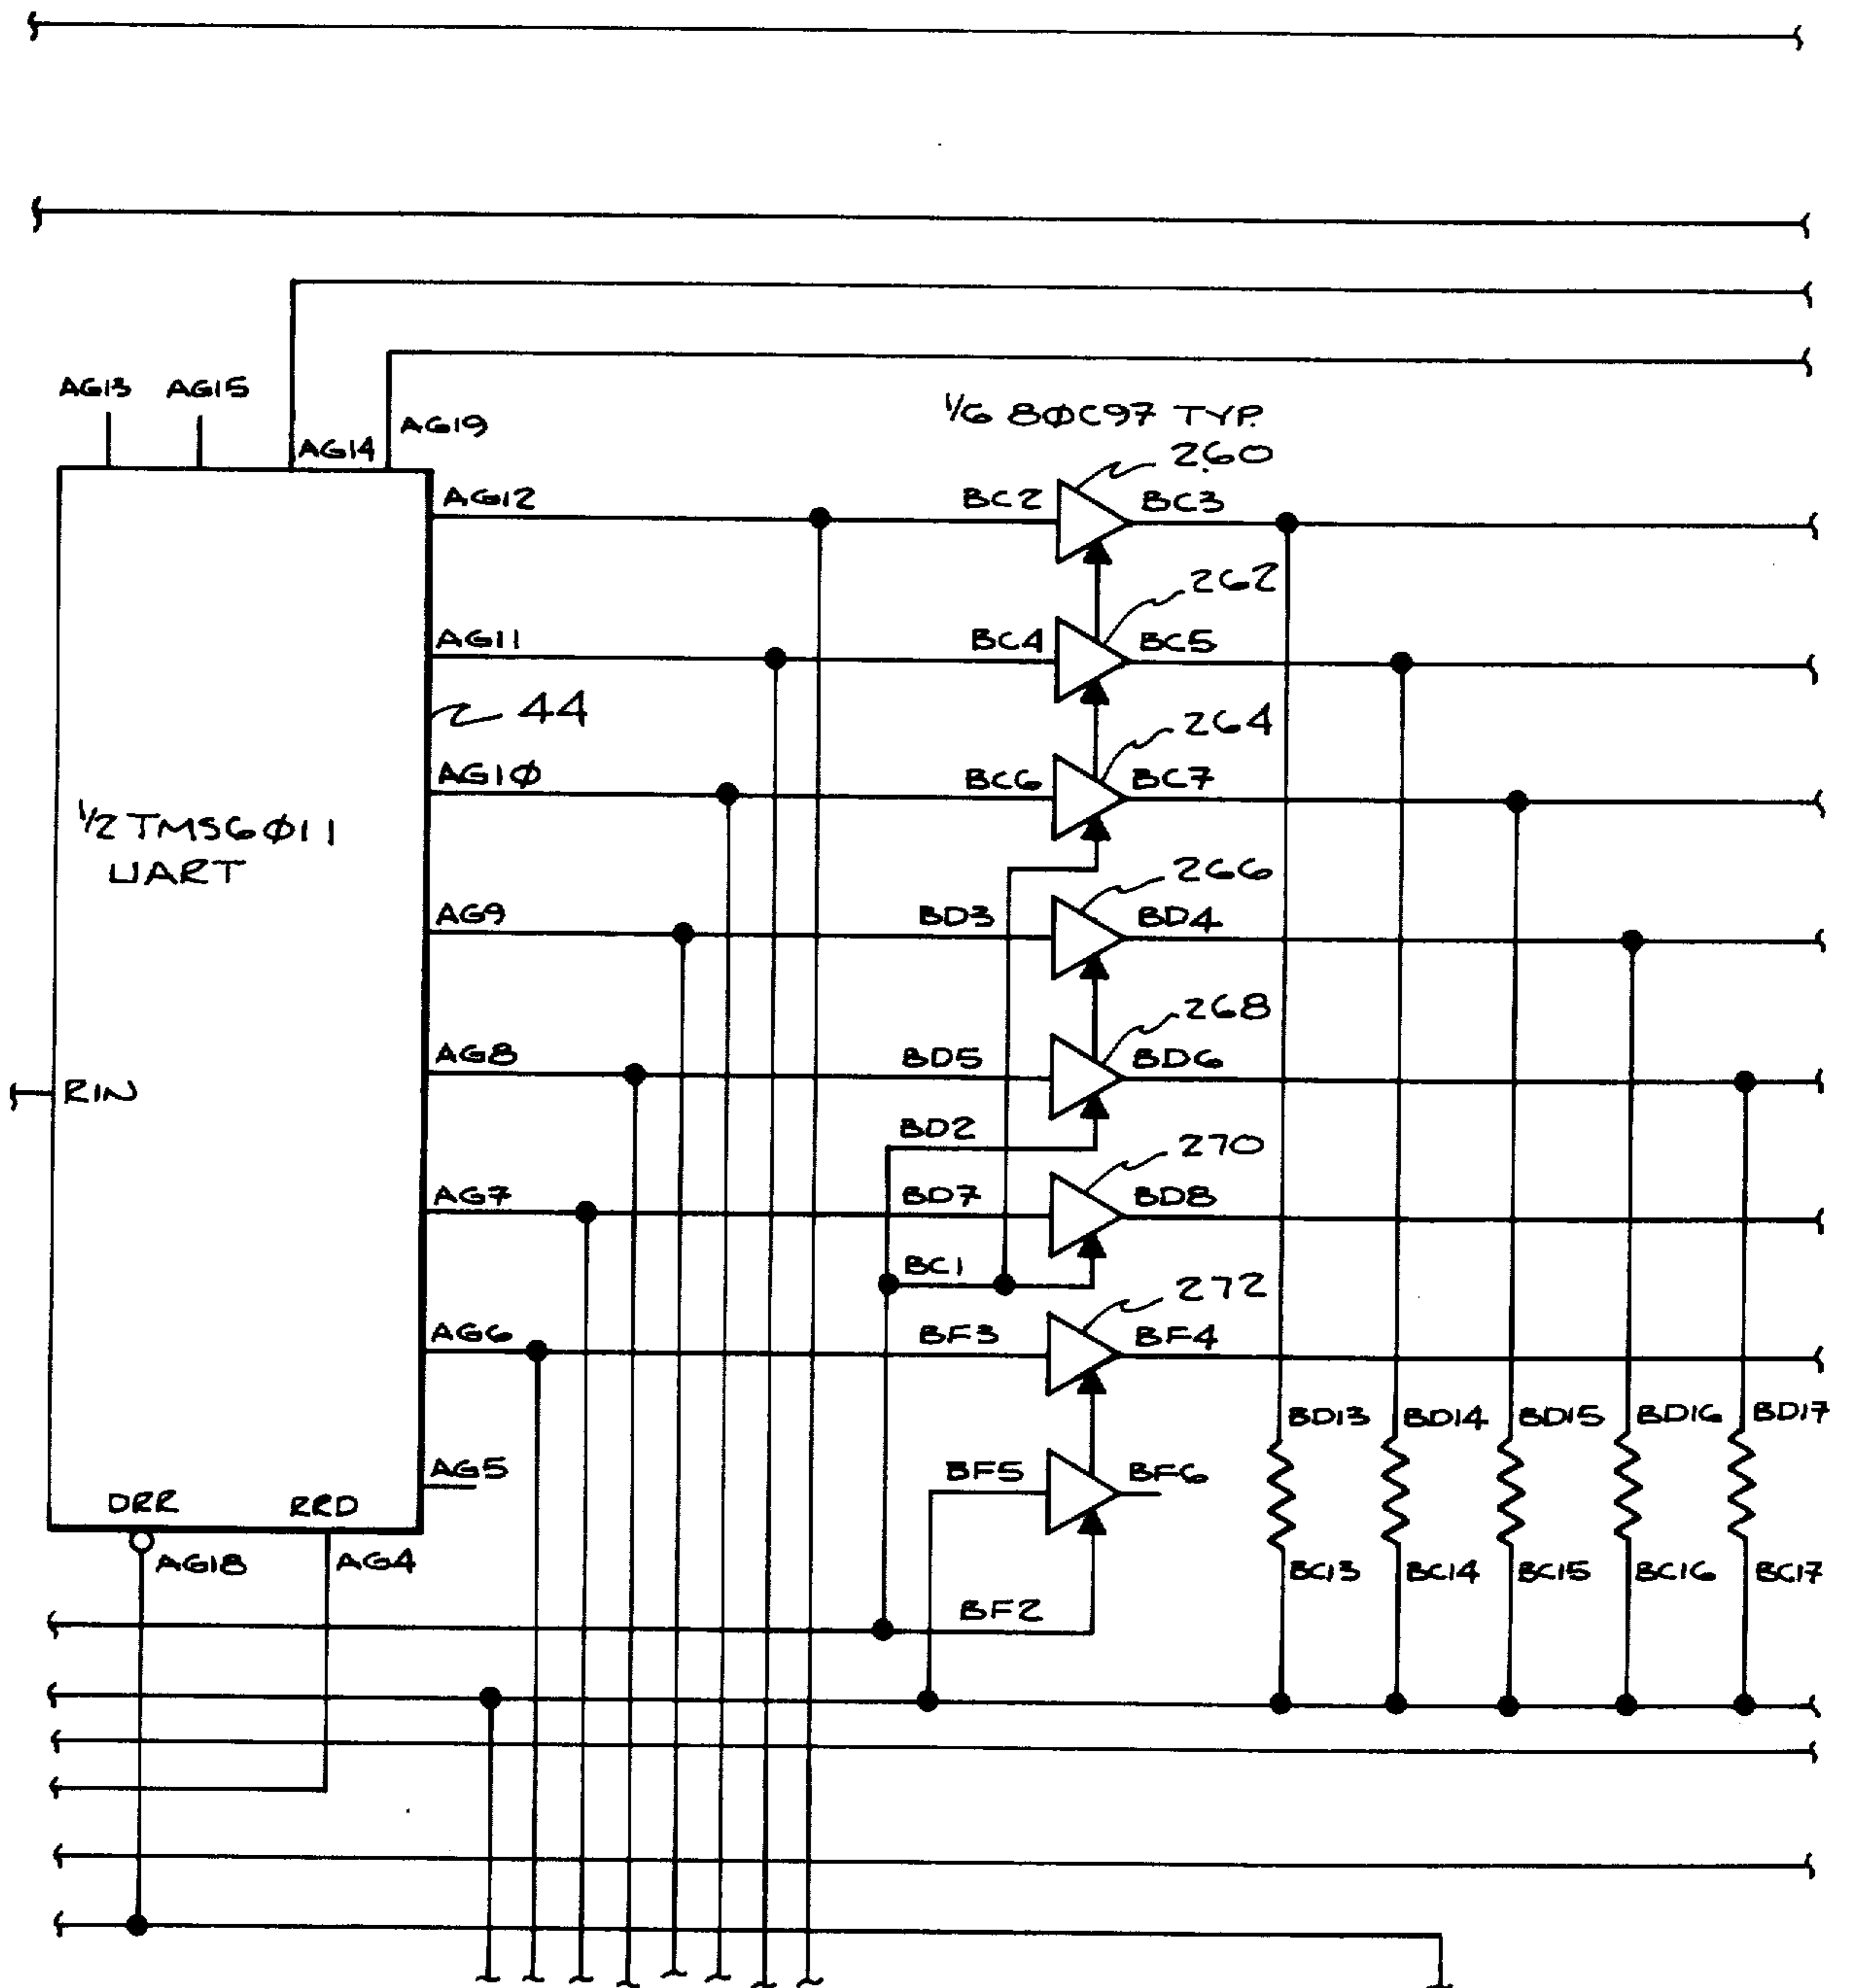 AG13 AG15
AG14 AG19
1/6 8ØC97 TYP.
260
AG12 BC2 BC3
262
AG11 BC4 BC5
44
264
AG1Ø BC6 BC7
1/2 TMS6Ø11
UART
266
AG9 BD3 BD4
268
AG8 BD5 BD6
RIN
BD2
270
AG7 BD7 BD8
BC1
272
AG6 BF3 BF4
BD13 BD14 BD15 BD16 BD17
AG5 BF5 BF6
DRR RRD
AG18 AG4
BC13 BC14 BC15 BC16 BC17
BF2